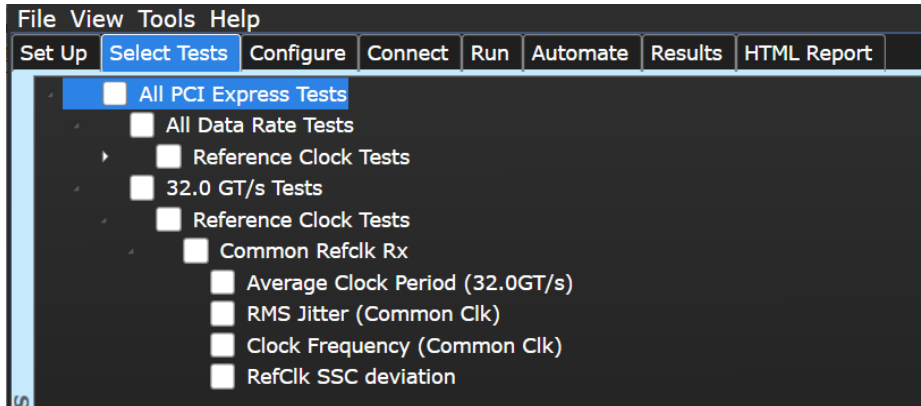 File View Tools Help
Set Up Select Tests Configure Connect Run Automate Results HTML Report
All PCI Express Tests
All Data Rate Tests
Reference Clock Tests
32.0 GT/s Tests
Reference Clock Tests
Common Refclk Rx
Average Clock Period (32.0GT/s)
RMS Jitter (Common Clk)
Clock Frequency (Common Clk)
RefClk SSC deviation